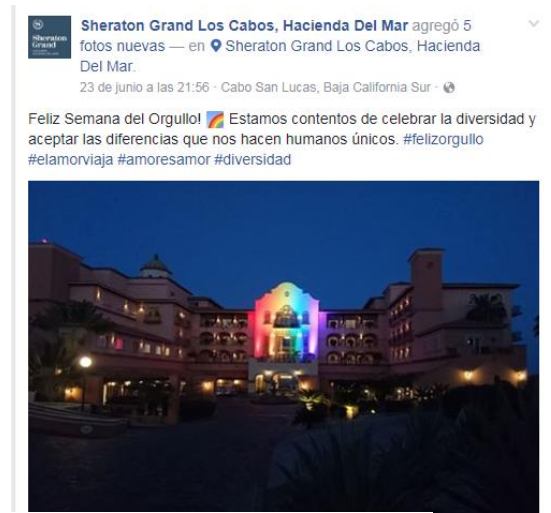 Sheraton Grand
Sheraton Grand Los Cabos, Hacienda Del Mar agregó 5
fotos nuevas — en Sheraton Grand Los Cabos, Hacienda
Del Mar.
23 de junio a las 21:56 · Cabo San Lucas, Baja California Sur ·
Feliz Semana del Orgullo! 🌈 Estamos contentos de celebrar la diversidad y
aceptar las diferencias que nos hacen humanos únicos. #felizorgullo
#elamorviaja #amoresamor #diversidad